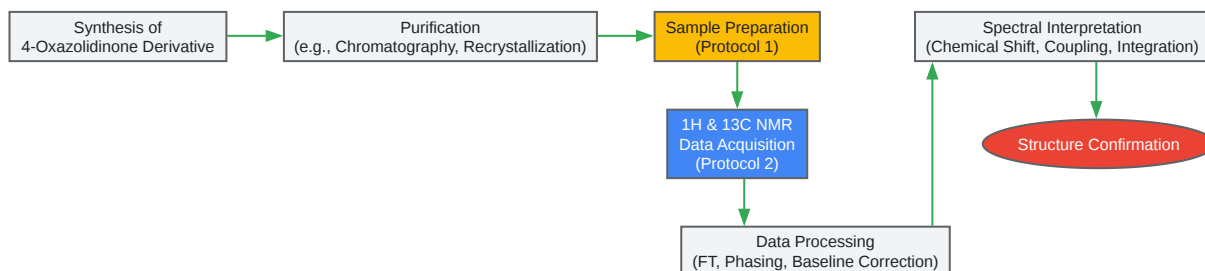 Synthesis of
4-Oxazolidinone Derivative
Purification
(e.g., Chromatography, Recrystallization)
Sample Preparation
(Protocol 1)
1H & 13C NMR
Data Acquisition
(Protocol 2)
Data Processing
(FT, Phasing, Baseline Correction)
Spectral Interpretation
(Chemical Shift, Coupling, Integration)
Structure Confirmation